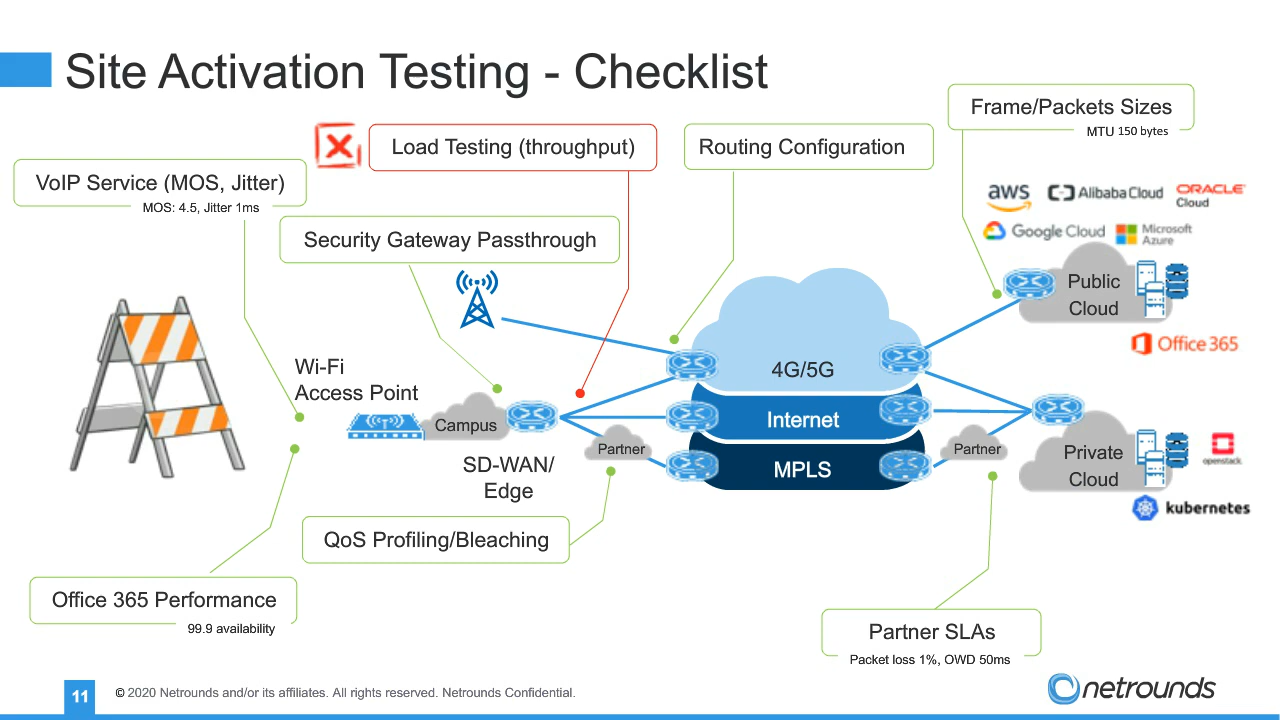 Site Activation Testing - Checklist
Frame/Packets Sizes
MTU 150 bytes
Load Testing (throughput)
Routing Configuration
VoIP Service (MOS, Jitter)
MOS: 4.5, Jitter 1ms
aws
Alibaba Cloud
ORACLE
Cloud
Google Cloud
Microsoft
Azure
Security Gateway Passthrough
Public
Cloud
Office 365
Wi-Fi
Access Point
4G/5G
Campus
Internet
Partner
Partner
MPLS
SD-WAN/
Edge
Private
Cloud
openstack
kubernetes
QoS Profiling/Bleaching
Office 365 Performance
99.9 availability
Partner SLAs
Packet loss 1%, OWD 50ms
11
© 2020 Netrounds and/or its affiliates. All rights reserved. Netrounds Confidential.
netrounds